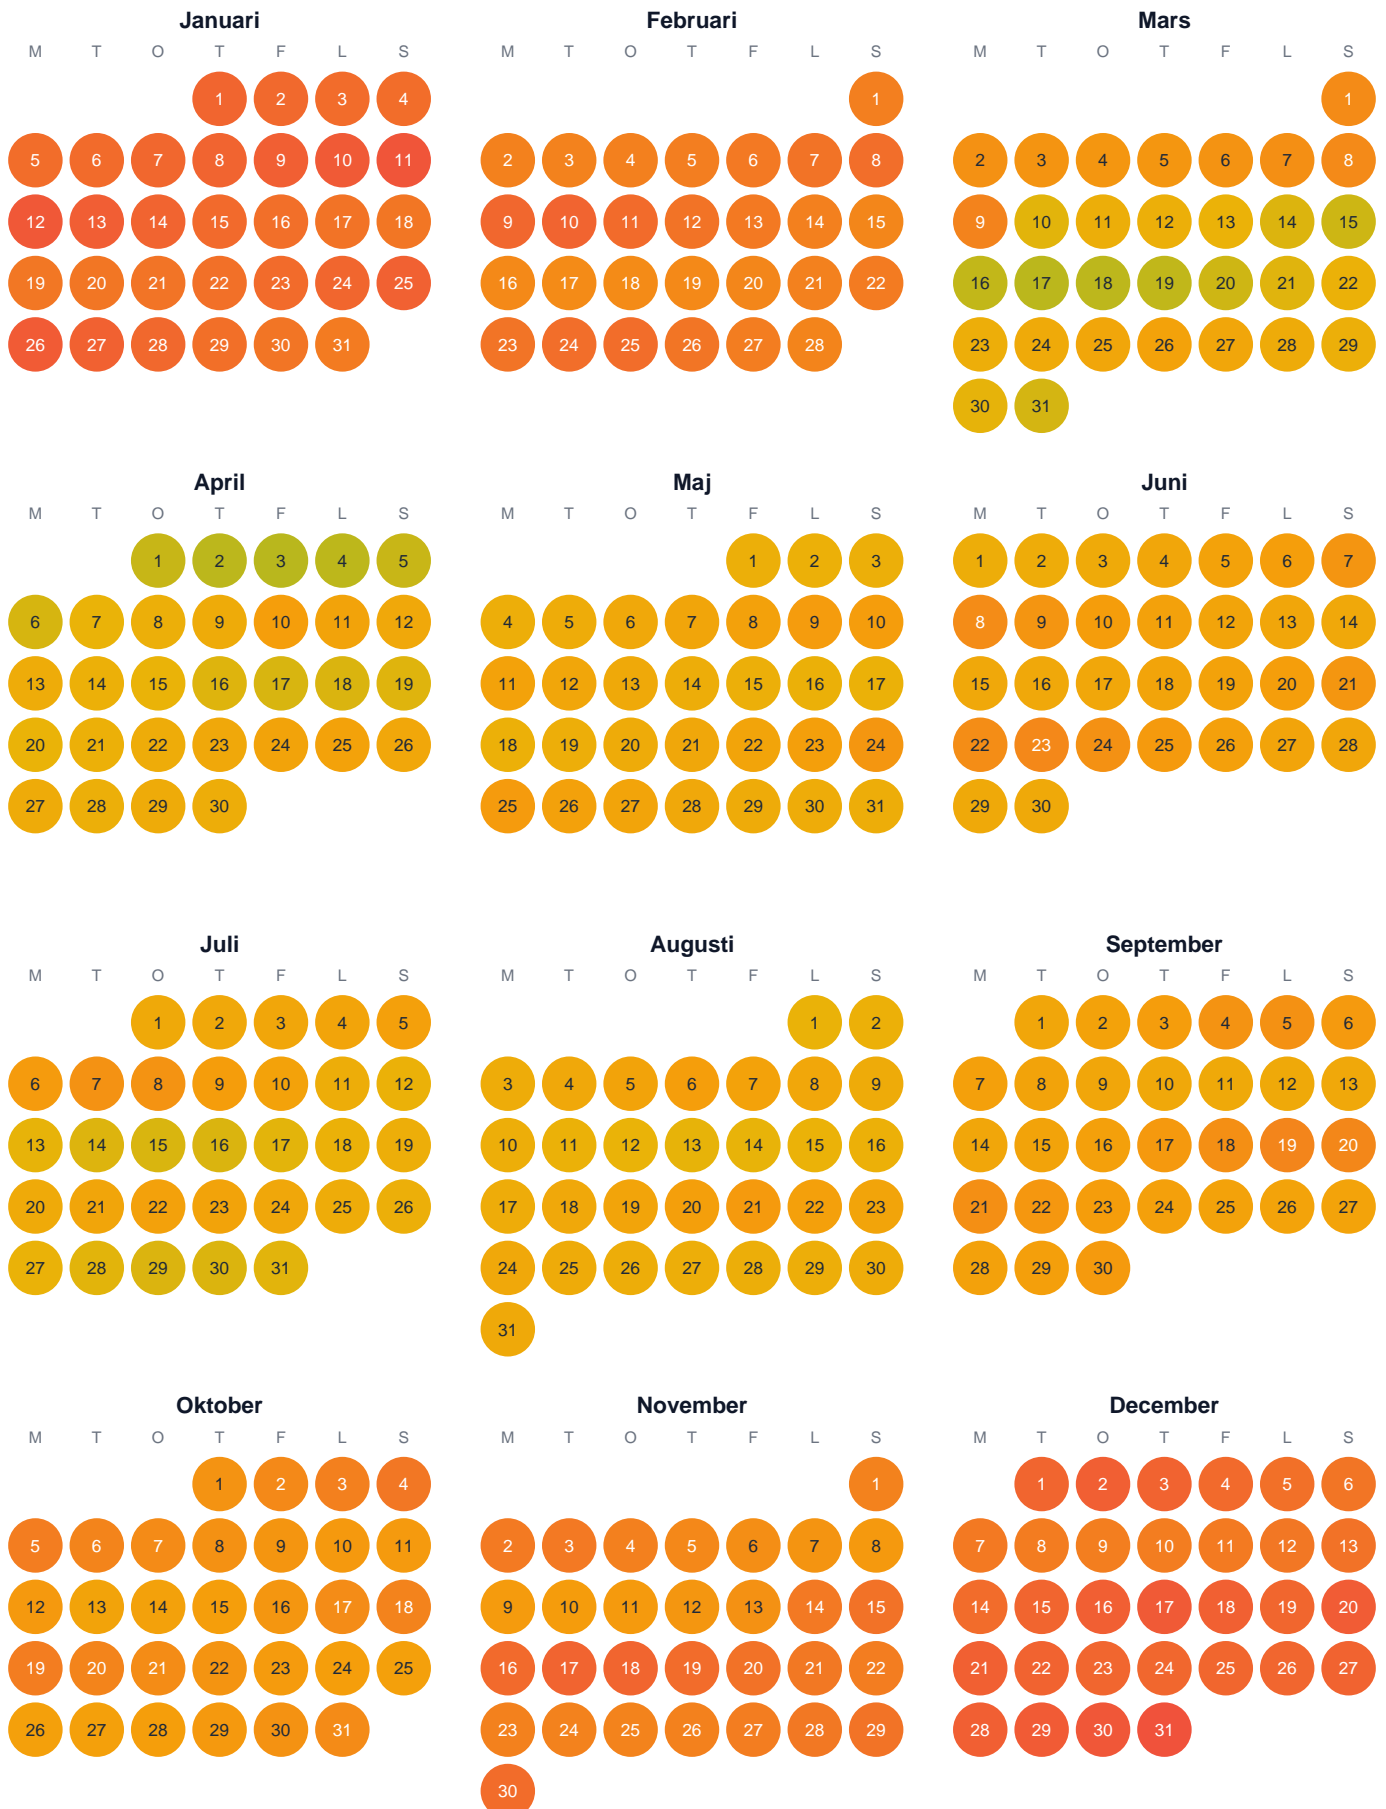 Januari Februari Mars
M T O T F L S M T O T F L S M T O T F L S
1 2 3 4 1 1
5 6 7 8 9 10 11 2 3 4 5 6 7 8 2 3 4 5 6 7 8
12 13 14 15 16 17 18 9 10 11 12 13 14 15 9 10 11 12 13 14 15
19 20 21 22 23 24 25 16 17 18 19 20 21 22 16 17 18 19 20 21 22
26 27 28 29 30 31 23 24 25 26 27 28 23 24 25 26 27 28 29
30 31
April Maj Juni
M T O T F L S M T O T F L S M T O T F L S
1 2 3 4 5 1 2 3 1 2 3 4 5 6 7
6 7 8 9 10 11 12 4 5 6 7 8 9 10 8 9 10 11 12 13 14
13 14 15 16 17 18 19 11 12 13 14 15 16 17 15 16 17 18 19 20 21
20 21 22 23 24 25 26 18 19 20 21 22 23 24 22 23 24 25 26 27 28
27 28 29 30 25 26 27 28 29 30 31 29 30
Juli Augusti September
M T O T F L S M T O T F L S M T O T F L S
1 2 3 4 5 1 2 1 2 3 4 5 6
6 7 8 9 10 11 12 3 4 5 6 7 8 9 7 8 9 10 11 12 13
13 14 15 16 17 18 19 10 11 12 13 14 15 16 14 15 16 17 18 19 20
20 21 22 23 24 25 26 17 18 19 20 21 22 23 21 22 23 24 25 26 27
27 28 29 30 31 24 25 26 27 28 29 30 28 29 30
31
Oktober November December
M T O T F L S M T O T F L S M T O T F L S
1 2 3 4 1 1 2 3 4 5 6
5 6 7 8 9 10 11 2 3 4 5 6 7 8 7 8 9 10 11 12 13
12 13 14 15 16 17 18 9 10 11 12 13 14 15 14 15 16 17 18 19 20
19 20 21 22 23 24 25 16 17 18 19 20 21 22 21 22 23 24 25 26 27
26 27 28 29 30 31 23 24 25 26 27 28 29 28 29 30 31
30